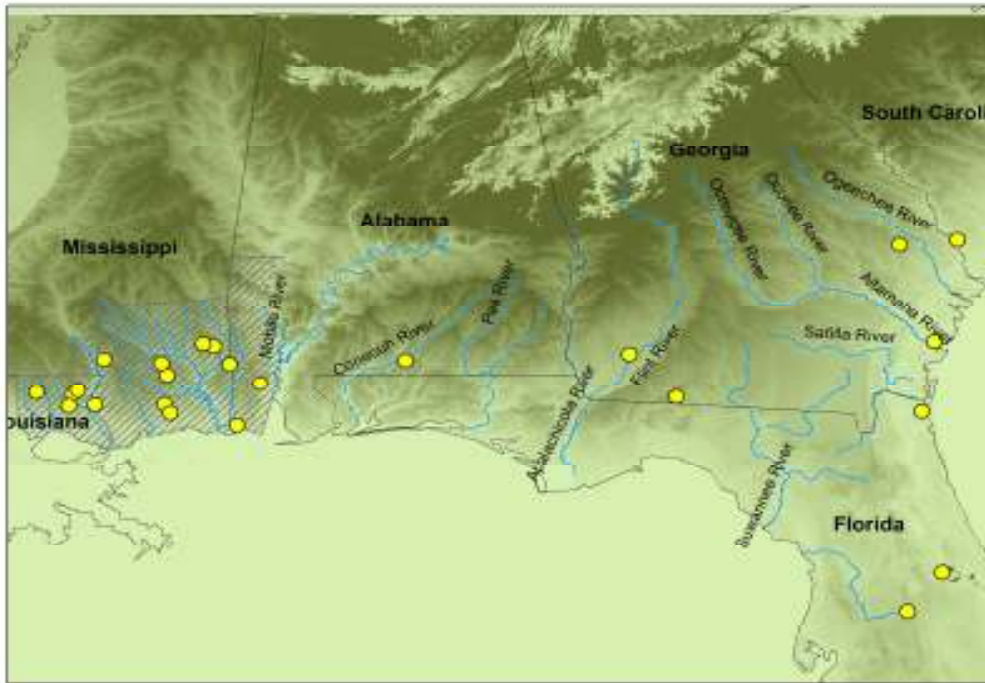 South Caroli
Georgia
Ogeechee River
Oconee River
Ocmulgee River
Alabama
Mississippi
Mobile River
Pea River
Conecuh River
Altamaha River
Satilla River
Flint River
Apalachicola River
ouisiana
Suwannee River
Florida